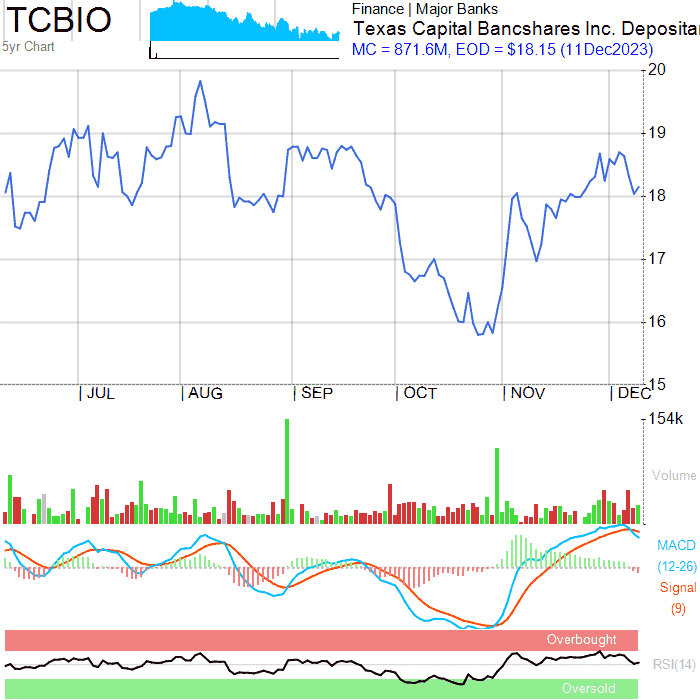 TCBIO
5yr Chart
Finance | Major Banks
Texas Capital Bancshares Inc. Deposita
MC = 871.6M, EOD = $18.15 (11Dec2023)
20
19
18
17
16
15
JUL AUG SEP OCT NOV DEC
154k
Volume
MACD
(12-26)
Signal
(9)
Overbought
RSI(14)
Oversold